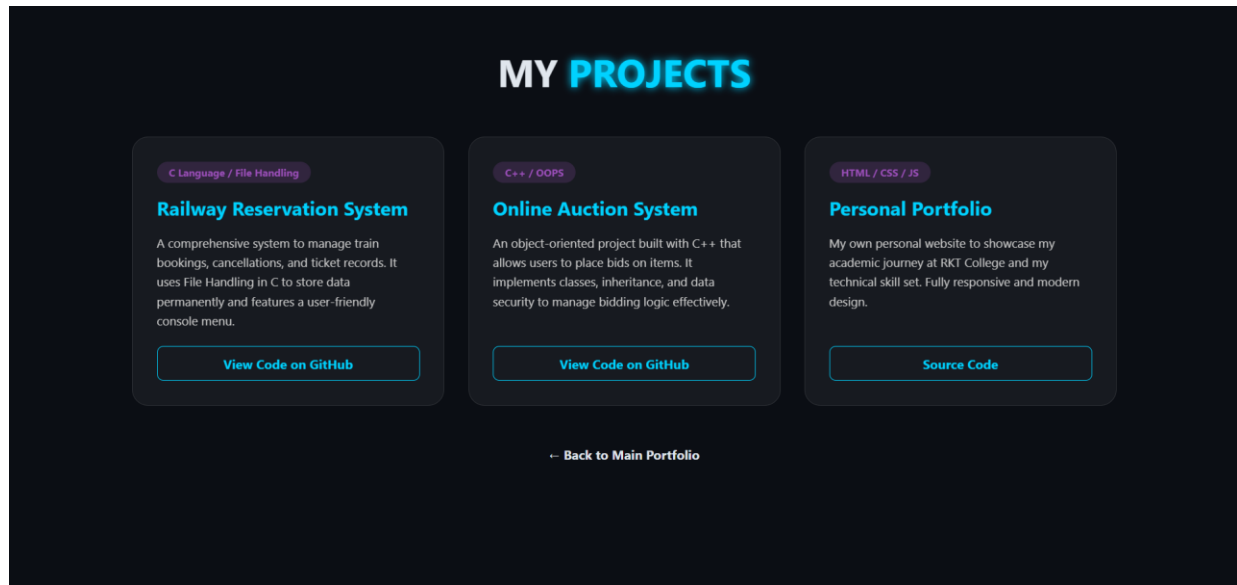 MY PROJECTS
C Language / File Handling
Railway Reservation System
A comprehensive system to manage train
bookings, cancellations, and ticket records. It
uses File Handling in C to store data
permanently and features a user-friendly
console menu.
View Code on GitHub
C++ / OOPS
Online Auction System
An object-oriented project built with C++ that
allows users to place bids on items. It
implements classes, inheritance, and data
security to manage bidding logic effectively.
View Code on GitHub
HTML / CSS / JS
Personal Portfolio
My own personal website to showcase my
academic journey at RKT College and my
technical skill set. Fully responsive and modern
design.
Source Code
← Back to Main Portfolio